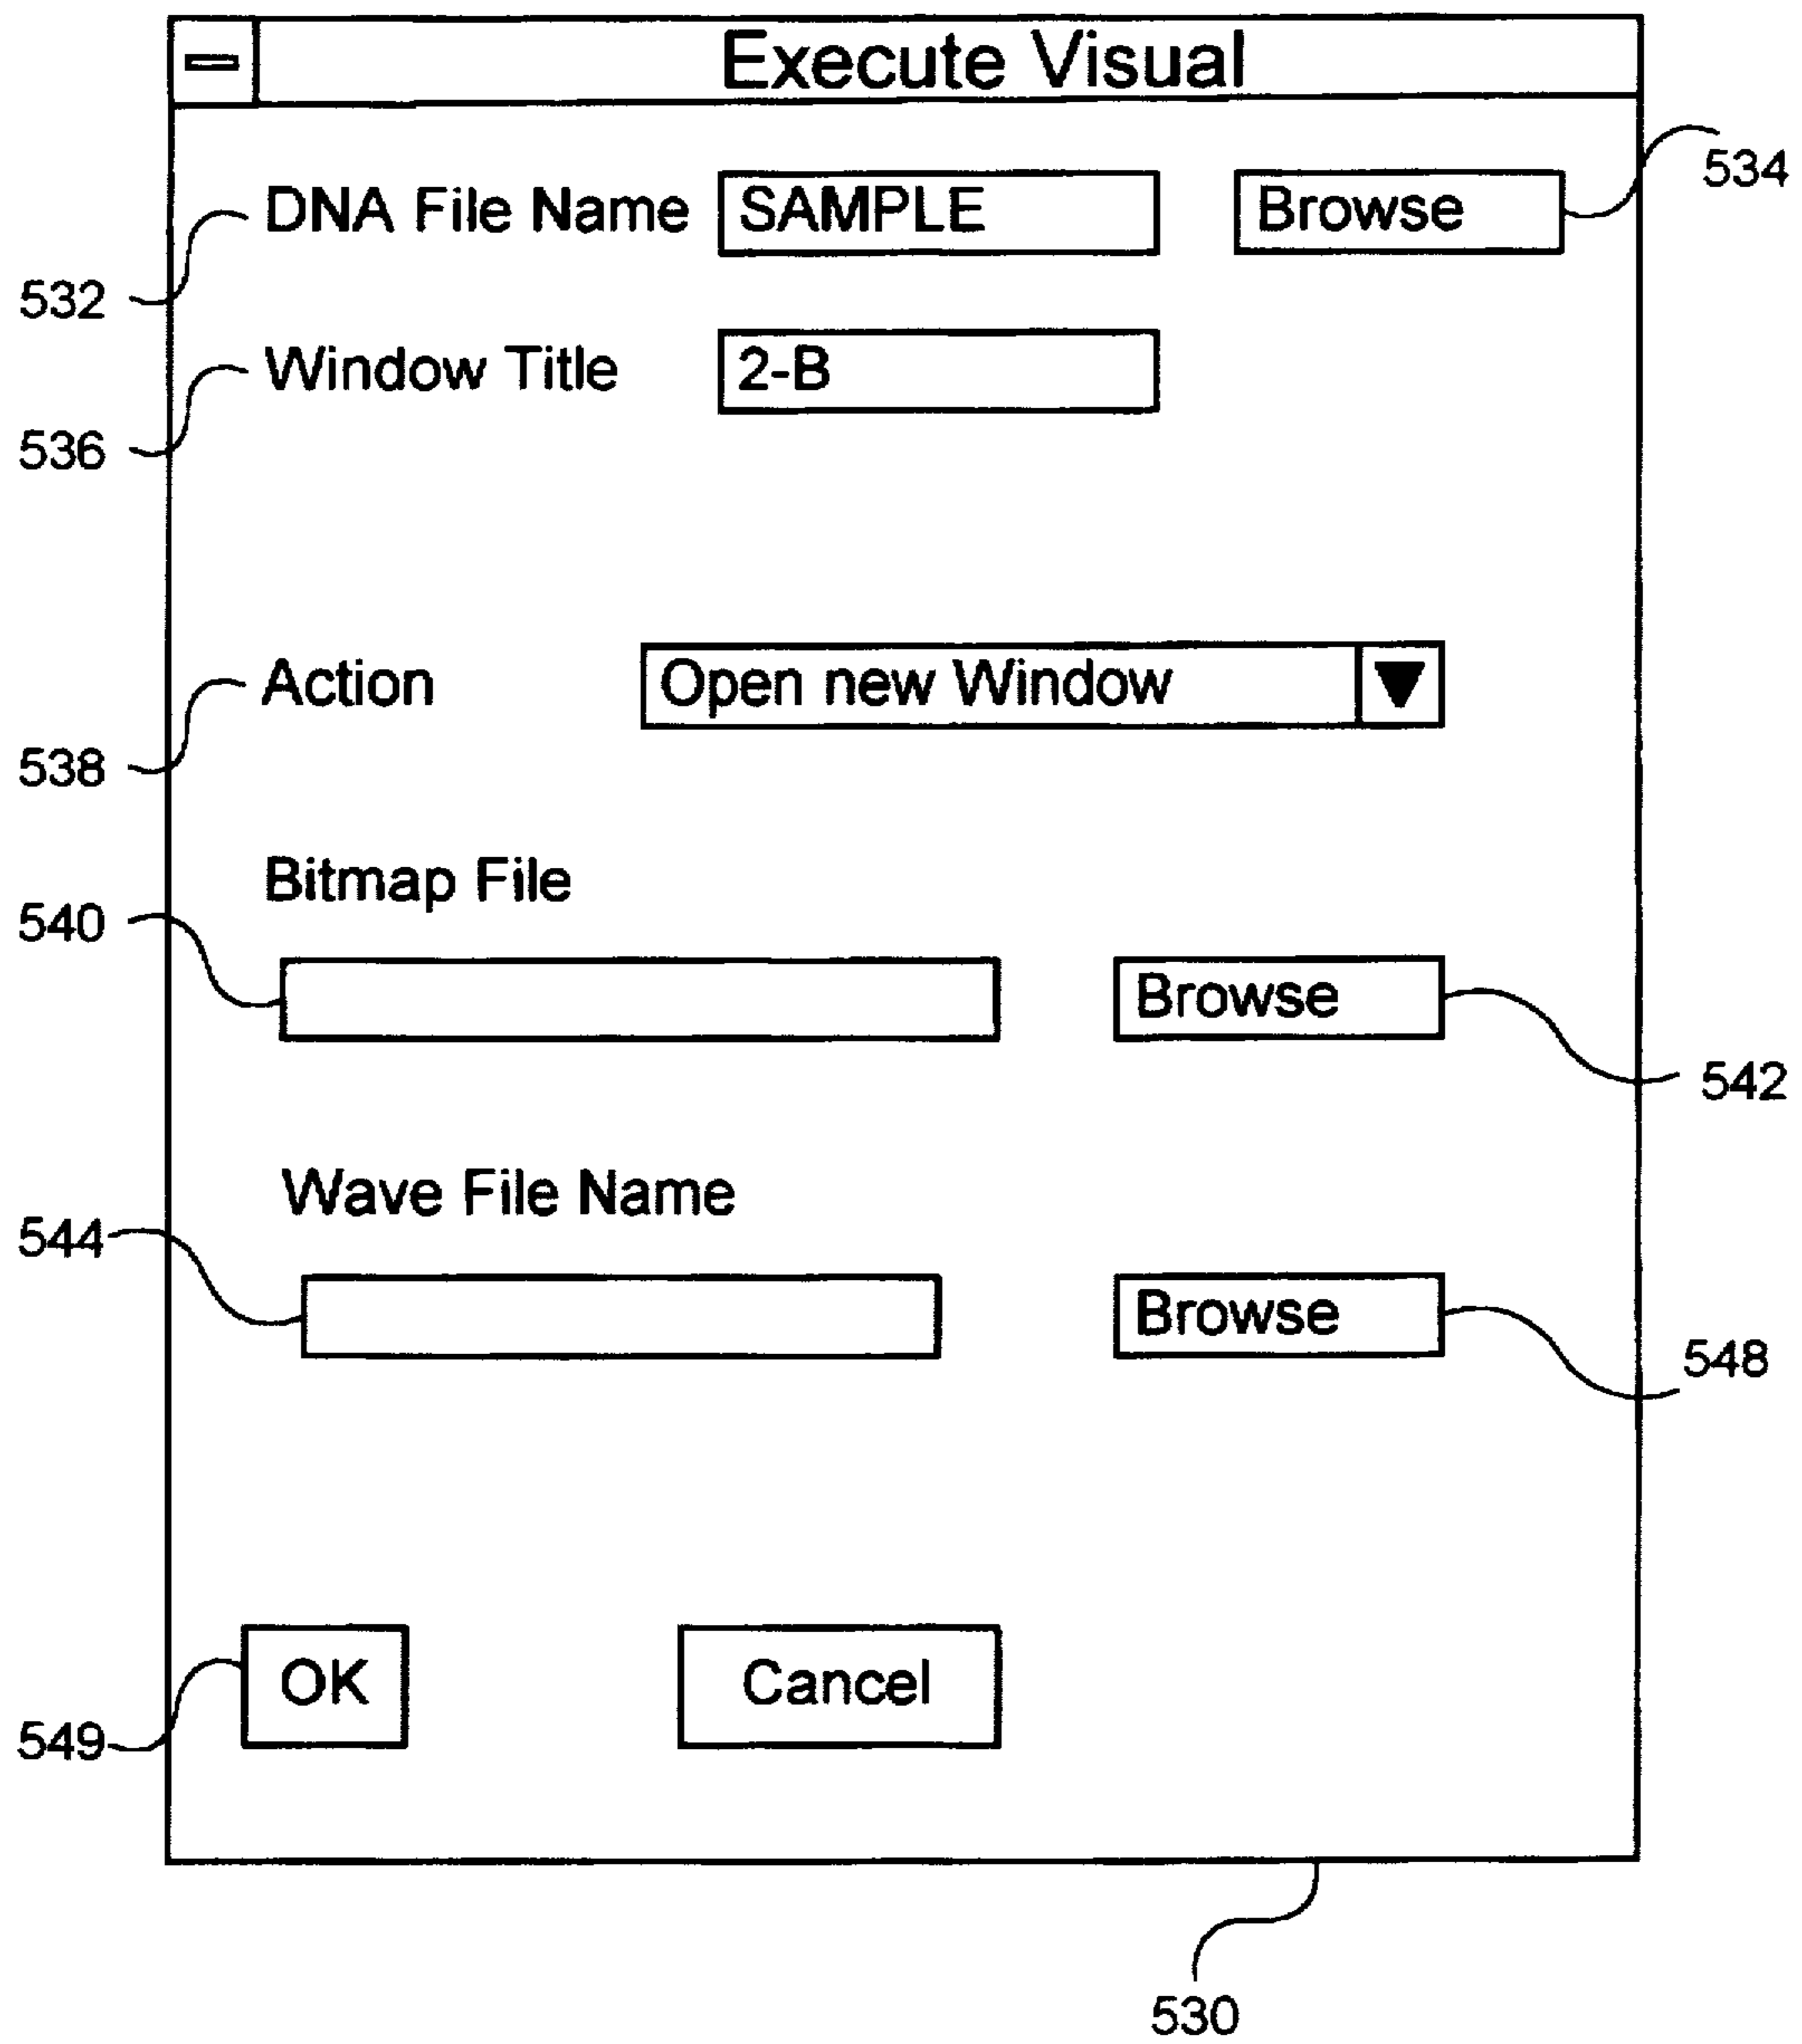 Execute Visual
534
DNA File Name SAMPLE Browse
532
Window Title 2-B
536
Action Open new Window
538
Bitmap File
540
Browse
542
Wave File Name
544
Browse
548
OK Cancel
549
530